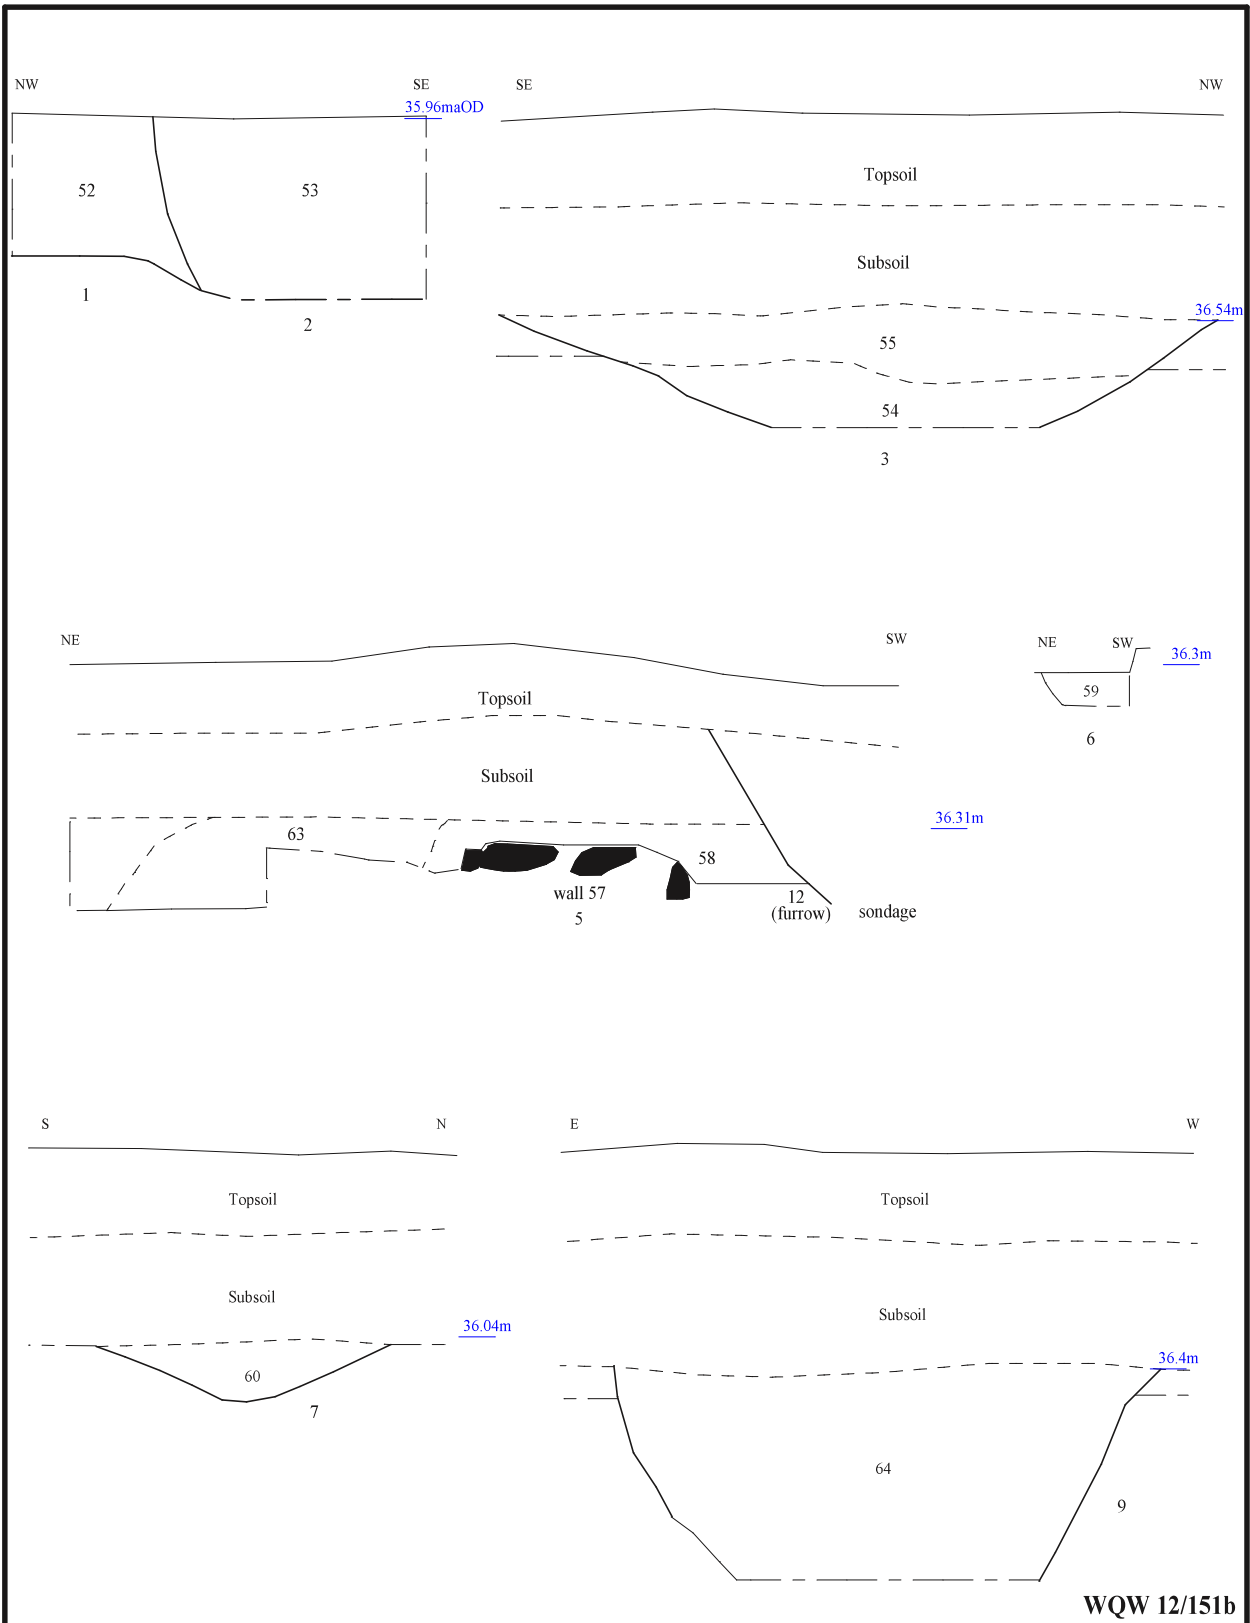 NW SE
35.96maOD
52 53
1
2
SE NW
Topsoil
Subsoil
36.54m
55
54
3
NE SW
Topsoil
Subsoil
36.31m
63
58
wall 57
5
12
(furrow) sondage
NE SW
36.3m
59
6
S N
Topsoil
Subsoil
36.04m
60
7
E W
Topsoil
Subsoil
36.4m
64
9
WQW 12/151b